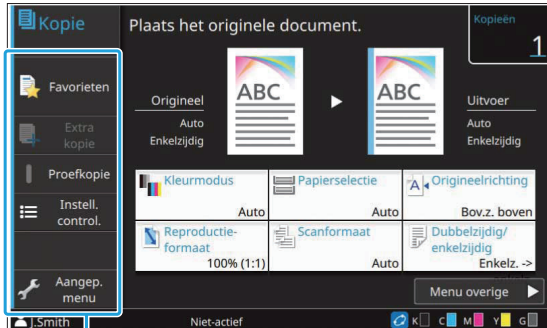 Kopie
Plaats het originele document.
Kopieën
1
Favorieten
Extra
kopie
Proefkopie
Instell.
control.
Aangep.
menu
Origineel
Auto
Enkelzijdig
ABC
ABC
Uitvoer
Auto
Enkelzijdig
Kleurmodus
Auto
Papierselectie
Auto
A
Origineelrichting
Bov.z. boven
Reproductie-
formaat
100% (1:1)
Scanformaat
Auto
Dubbelzijdig/
enkelzijdig
Enkelz. ->
Menu overige
J.Smith
Niet-actief
K C M Y G